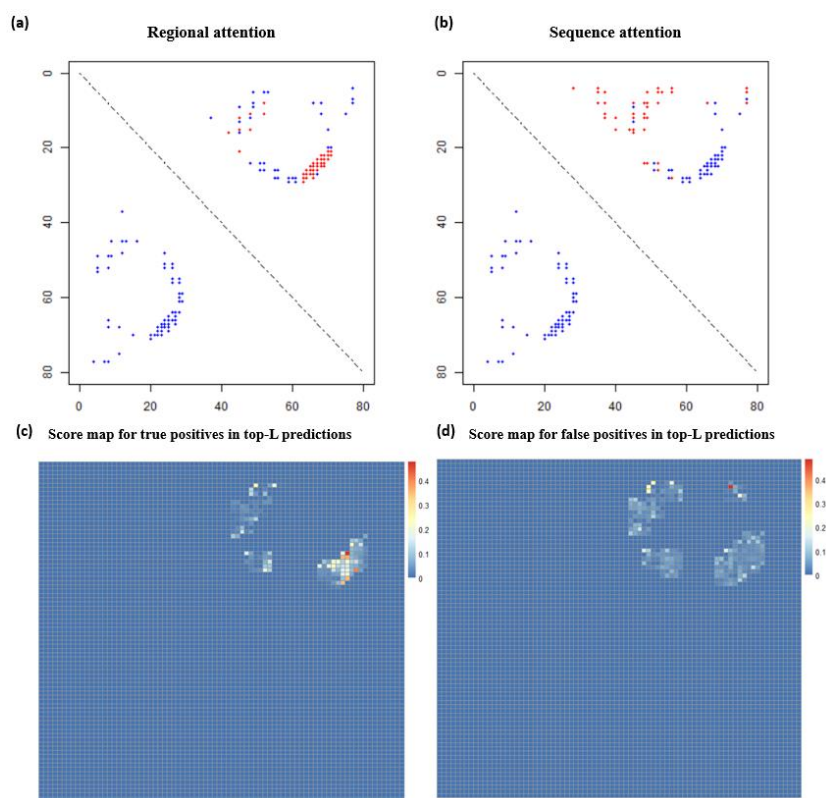 (a)
Regional attention
0
20
40
60
80
0 20 40 60 80
(b)
Sequence attention
0
20
40
60
80
0 20 40 60 80
(c) Score map for true positives in top-L predictions
0.4
0.3
0.2
0.1
0
(d) Score map for false positives in top-L predictions
0.4
0.3
0.2
0.1
0